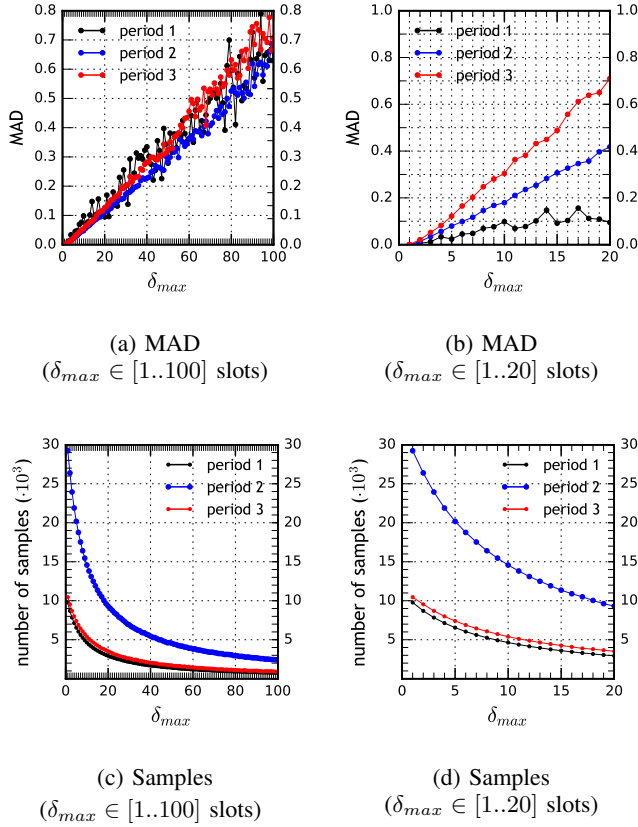 0.8
0.7
0.6
0.5
0.4
0.3
0.2
0.1
0.0
MAD
period 1
period 2
period 3
0.8
0.7
0.6
0.5
0.4
0.3
0.2
0.1
0.0
0 20 40 60 80 100
δmax
(a) MAD
(δmax ∈ [1..100] slots)
1.0
0.8
0.6
0.4
0.2
0.0
MAD
period 1
period 2
period 3
1.0
0.8
0.6
0.4
0.2
0.0
0 5 10 15 20
δmax
(b) MAD
(δmax ∈ [1..20] slots)
30
25
20
15
10
5
number of samples (·10³)
period 1
period 2
period 3
30
25
20
15
10
5
0 20 40 60 80 100
δmax
(c) Samples
(δmax ∈ [1..100] slots)
30
25
20
15
10
5
number of samples (·10³)
period 1
period 2
period 3
30
25
20
15
10
5
0 5 10 15 20
δmax
(d) Samples
(δmax ∈ [1..20] slots)